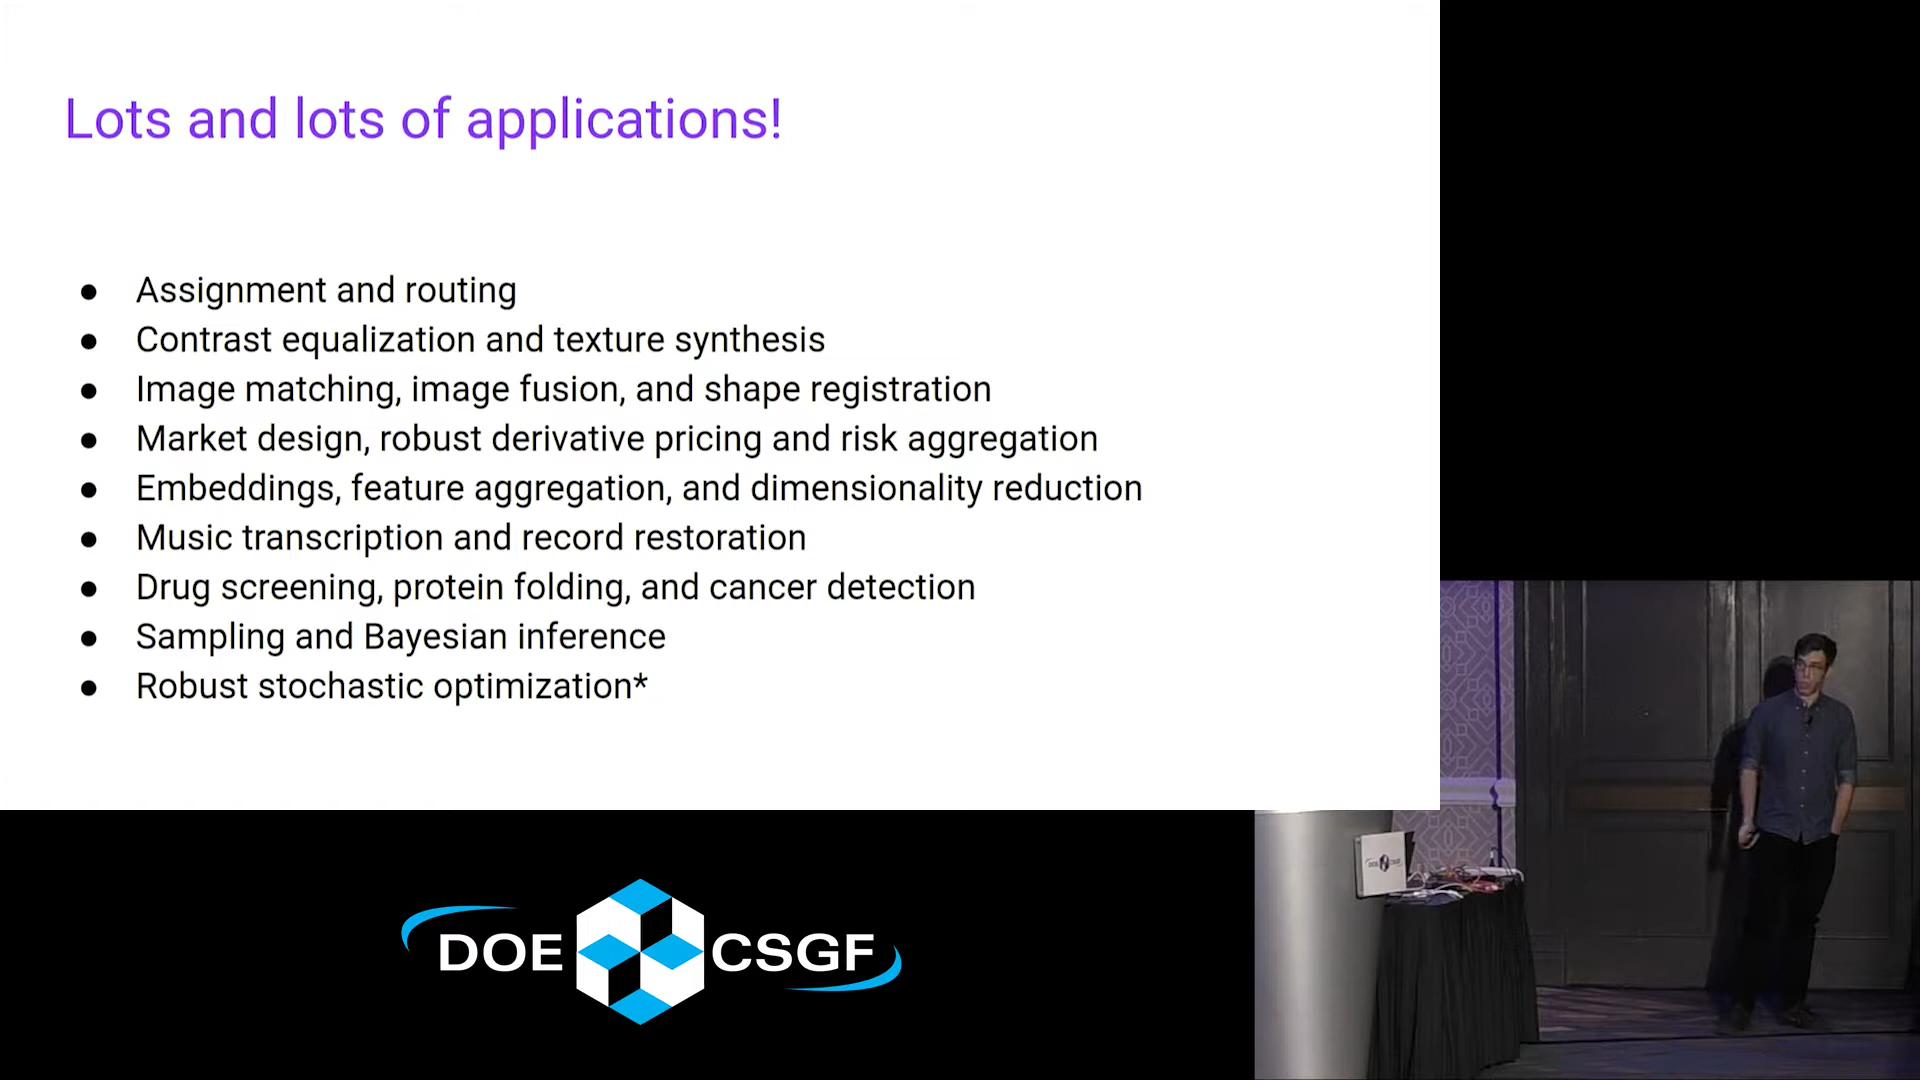 Lots and lots of applications!
● Assignment and routing
● Contrast equalization and texture synthesis
● Image matching, image fusion, and shape registration
● Market design, robust derivative pricing and risk aggregation
● Embeddings, feature aggregation, and dimensionality reduction
● Music transcription and record restoration
● Drug screening, protein folding, and cancer detection
● Sampling and Bayesian inference
● Robust stochastic optimization*
DOE CSGF
DOE CSGF